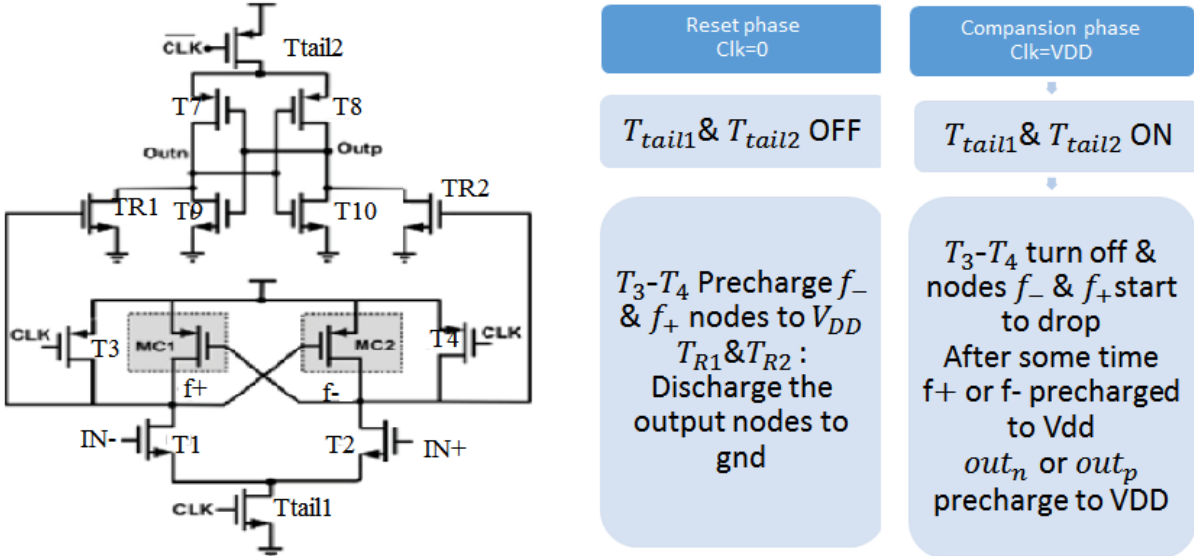 CLK
Ttail2
T7
T8
Outn
Outp
TR1
T9
T10
TR2
CLK
T3
MC1
MC2
T4
CLK
f+
f-
IN-
T1
T2
IN+
CLK
Ttail1
Reset phase
Clk=0
T_tail1& T_tail2 OFF
T_3-T_4 Precharge f_−
& f_+ nodes to V_DD
T_R1&T_R2 :
Discharge the
output nodes to
gnd
Compansion phase
Clk=VDD
T_tail1& T_tail2 ON
T_3-T_4 turn off &
nodes f_− & f_+ start
to drop
After some time
f+ or f- precharged
to Vdd
out_n or out_p
precharge to VDD